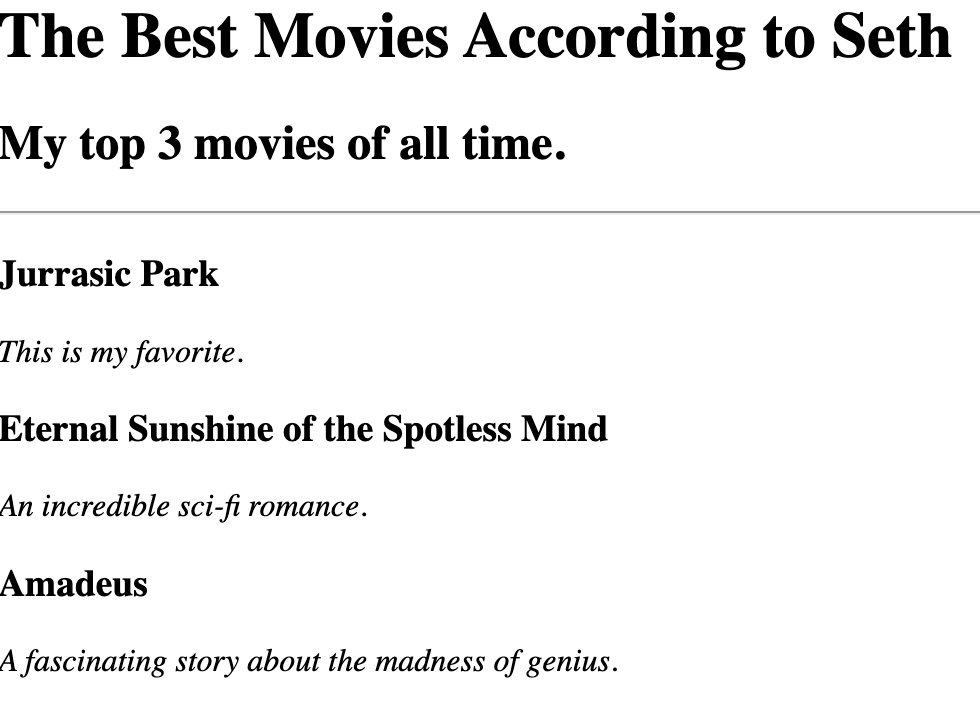 The Best Movies According to Seth
My top 3 movies of all time.
Jurrasic Park
This is my favorite.
Eternal Sunshine of the Spotless Mind
An incredible sci-fi romance.
Amadeus
A fascinating story about the madness of genius.